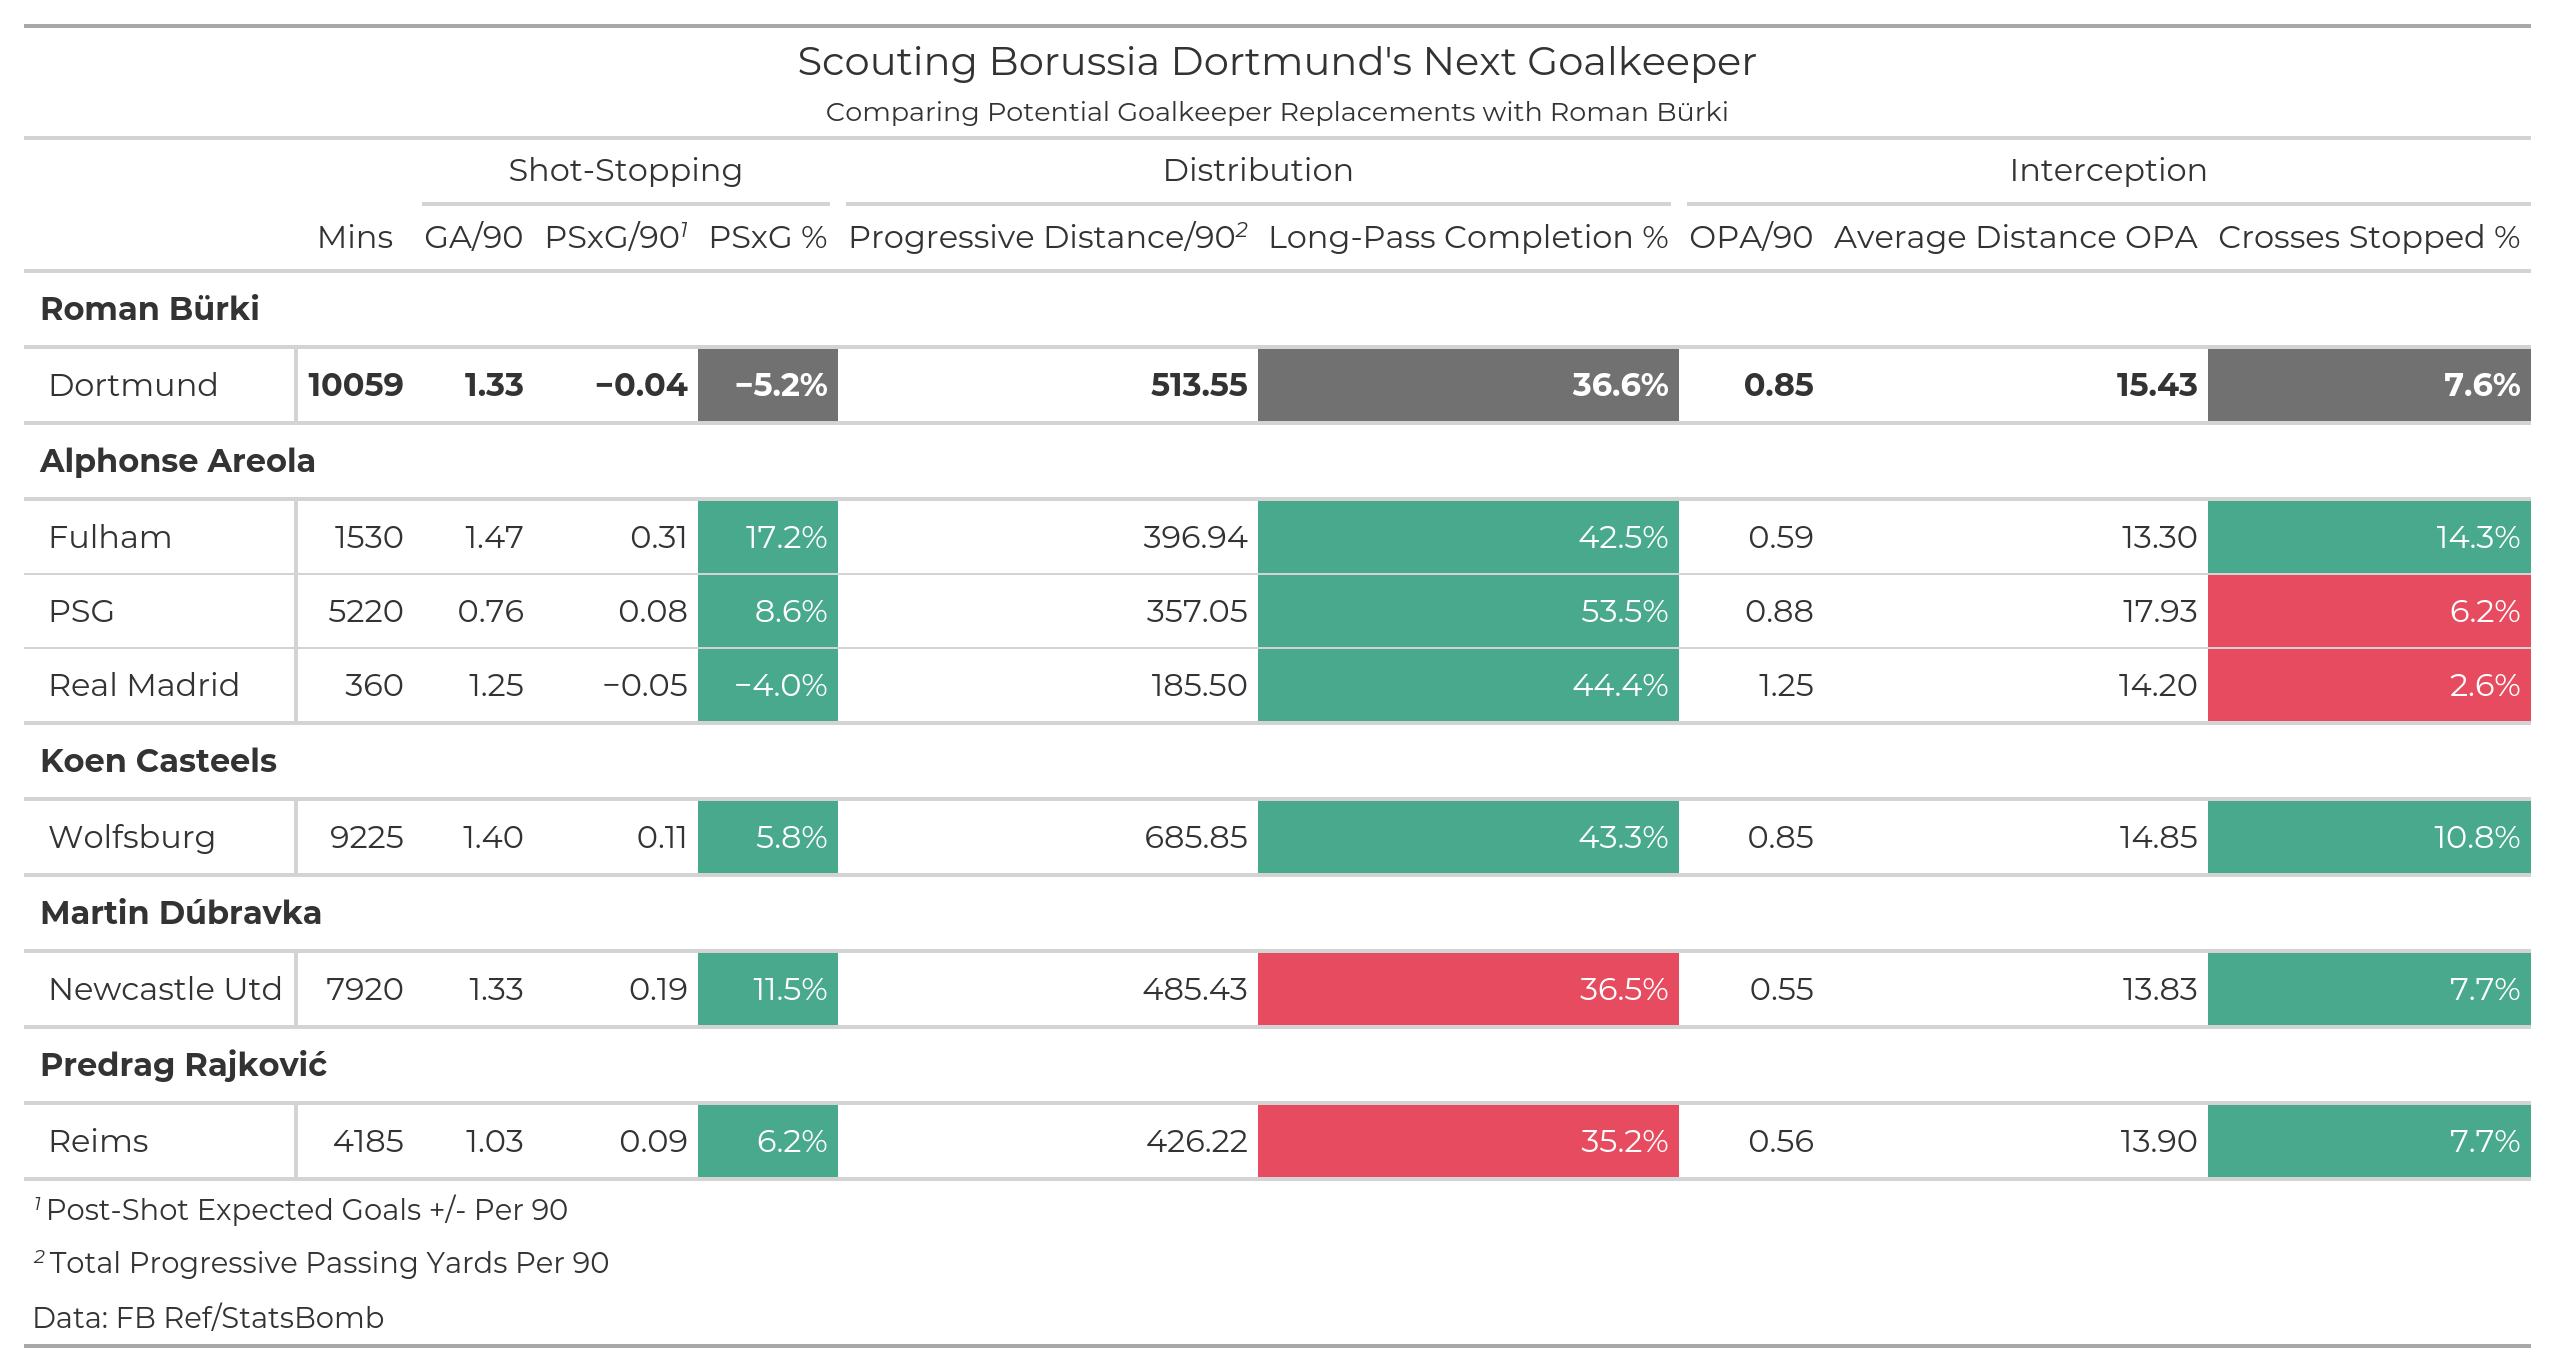 Scouting Borussia Dortmund's Next Goalkeeper
Comparing Potential Goalkeeper Replacements with Roman Bürki
Shot-Stopping Distribution Interception
Mins GA/90 PSxG/90¹ PSxG % Progressive Distance/90² Long-Pass Completion % OPA/90 Average Distance OPA Crosses Stopped %
Roman Bürki
Dortmund 10059 1.33 −0.04 −5.2% 513.55 36.6% 0.85 15.43 7.6%
Alphonse Areola
Fulham 1530 1.47 0.31 17.2% 396.94 42.5% 0.59 13.30 14.3%
PSG 5220 0.76 0.08 8.6% 357.05 53.5% 0.88 17.93 6.2%
Real Madrid 360 1.25 −0.05 −4.0% 185.50 44.4% 1.25 14.20 2.6%
Koen Casteels
Wolfsburg 9225 1.40 0.11 5.8% 685.85 43.3% 0.85 14.85 10.8%
Martin Dúbravka
Newcastle Utd 7920 1.33 0.19 11.5% 485.43 36.5% 0.55 13.83 7.7%
Predrag Rajković
Reims 4185 1.03 0.09 6.2% 426.22 35.2% 0.56 13.90 7.7%
¹ Post-Shot Expected Goals +/- Per 90
² Total Progressive Passing Yards Per 90
Data: FB Ref/StatsBomb